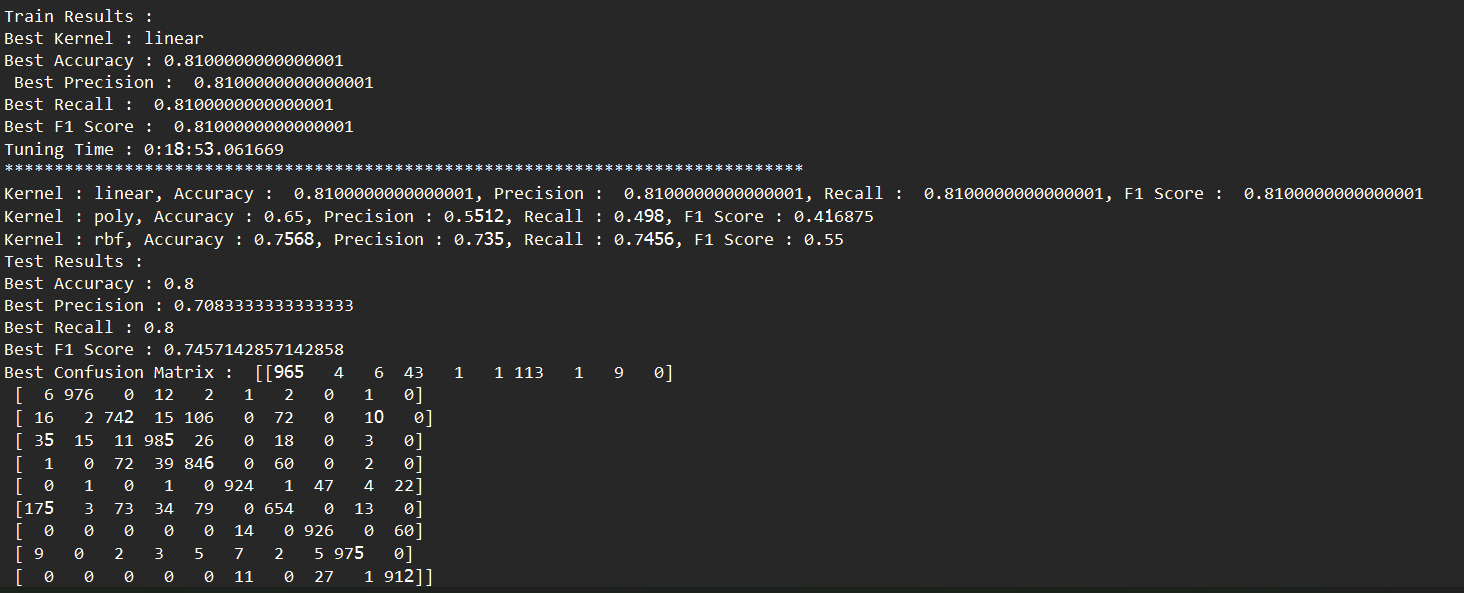 Train Results :
Best Kernel : linear
Best Accuracy : 0.8100000000000001
 Best Precision :  0.8100000000000001
Best Recall :  0.8100000000000001
Best F1 Score :  0.8100000000000001
Tuning Time : 0:18:53.061669
********************************************************************************
Kernel : linear, Accuracy :  0.8100000000000001, Precision :  0.8100000000000001, Recall :  0.8100000000000001, F1 Score :  0.8100000000000001
Kernel : poly, Accuracy : 0.65, Precision : 0.5512, Recall : 0.498, F1 Score : 0.416875
Kernel : rbf, Accuracy : 0.7568, Precision : 0.735, Recall : 0.7456, F1 Score : 0.55
Test Results :
Best Accuracy : 0.8
Best Precision : 0.7083333333333333
Best Recall : 0.8
Best F1 Score : 0.7457142857142858
Best Confusion Matrix :  [[965   4   6  43   1   1 113   1   9   0]
 [  6 976   0  12   2   1   2   0   1   0]
 [ 16   2 742  15 106   0  72   0   10   0]
 [ 35  15  11 985  26   0  18   0   3   0]
 [  1   0  72  39 846   0  60   0   2   0]
 [  0   1   0   1   0 924   1  47   4  22]
 [175   3  73  34  79   0 654   0  13   0]
 [  0   0   0   0   0  14   0 926   0  60]
 [ 9   0   2   3   5   7   2   5 975   0]
 [  0   0   0   0   0  11   0  27   1 912]]